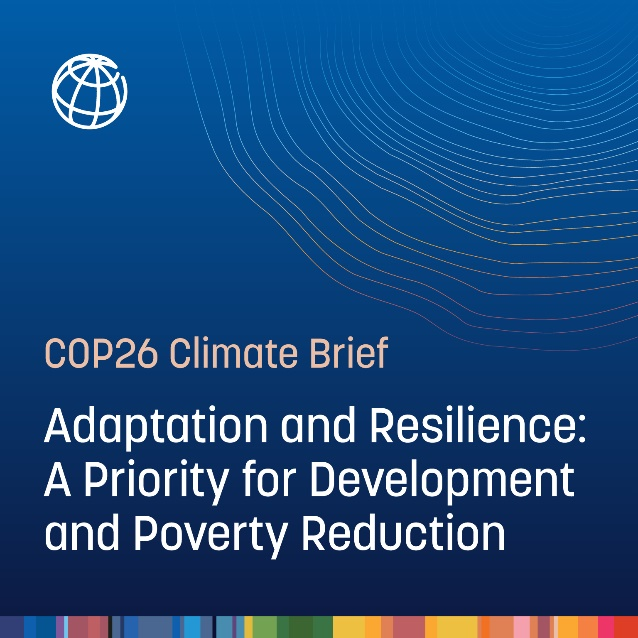 COP26 Climate Brief
Adaptation and Resilience:
A Priority for Development
and Poverty Reduction